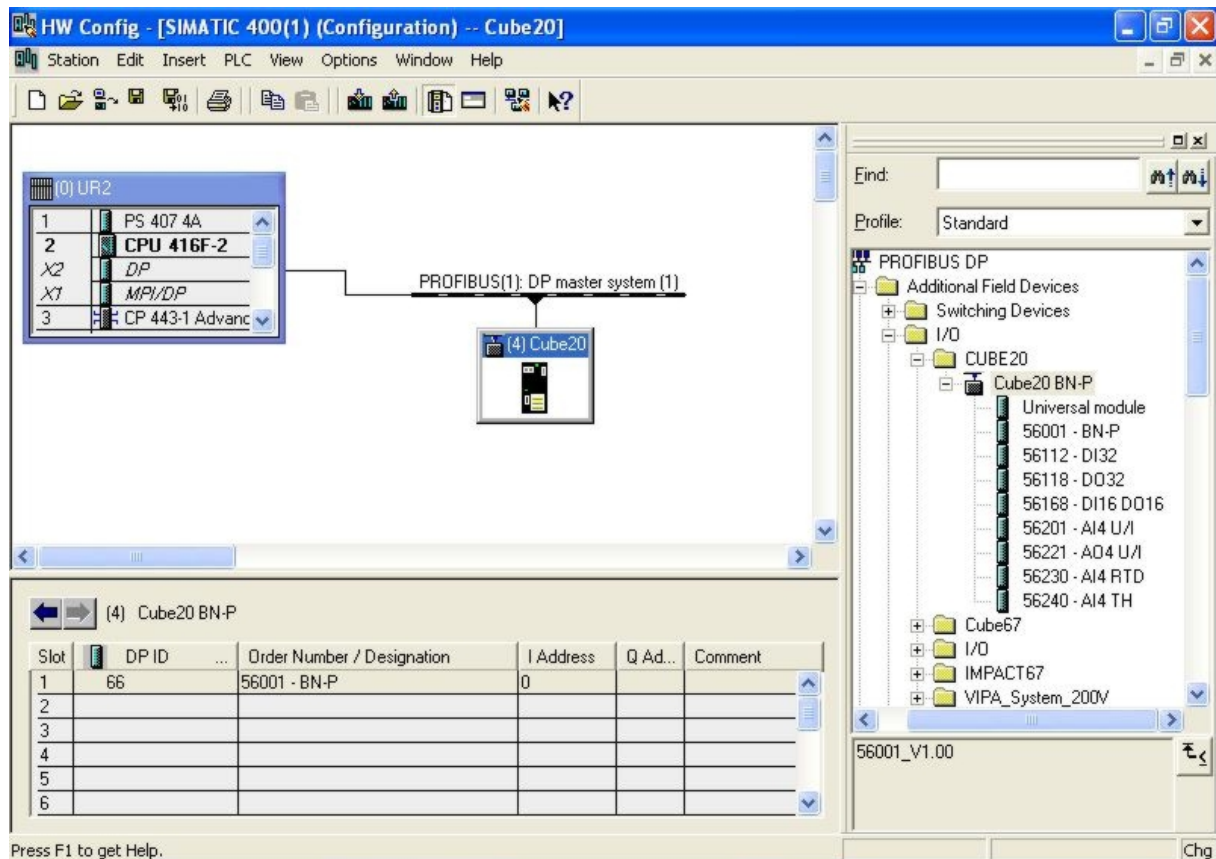 HW Config - [SIMATIC 400(1) (Configuration) -- Cube20]
Station Edit Insert PLC View Options Window Help
(0) UR2
1 PS 407 4A
2 CPU 416F-2
X2 DP
X1 MPI/DP
3 CP 443-1 Advanc
PROFIBUS(1): DP master system (1)
(4) Cube20
Find:
Profile: Standard
PROFIBUS DP
Additional Field Devices
Switching Devices
I/O
CUBE20
Cube20 BN-P
Universal module
56001 - BN-P
56112 - DI32
56118 - DO32
56168 - DI16 DO16
56201 - AI4 U/I
56221 - AO4 U/I
56230 - AI4 RTD
56240 - AI4 TH
Cube67
I/O
IMPACT67
VIPA_System_200V
56001_V1.00
(4) Cube20 BN-P
Slot DP ID ... Order Number / Designation I Address Q Ad... Comment
1 66 56001 - BN-P 0
2
3
4
5
6
Press F1 to get Help.
Chg